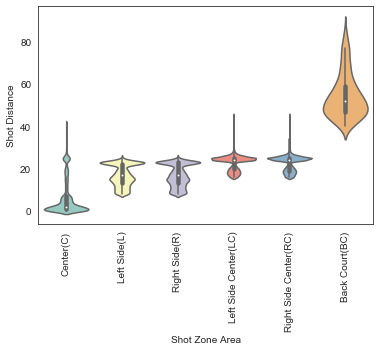 80
60
40
20
0
Shot Distance
Center(C)
Left Side(L)
Right Side(R)
Left Side Center(LC)
Right Side Center(RC)
Back Court(BC)
Shot Zone Area